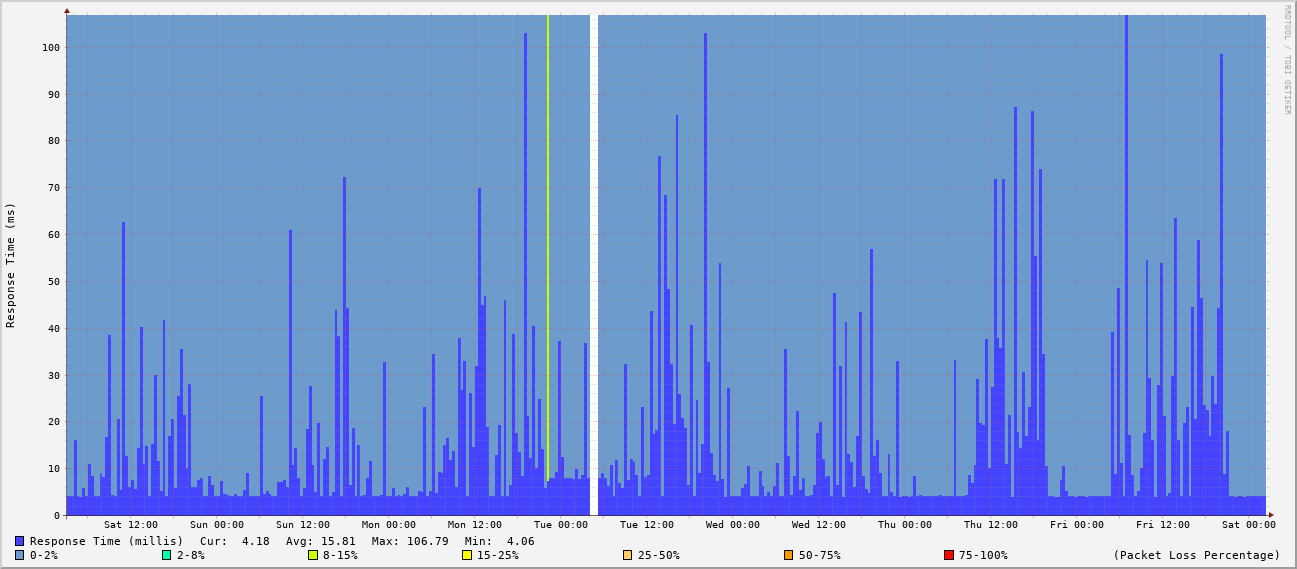 RRDTOOL / TOBI OETIKER
Response Time (ms)
100
90
80
70
60
50
40
30
20
10
0
Sat 12:00 Sun 00:00 Sun 12:00 Mon 00:00 Mon 12:00 Tue 00:00 Tue 12:00 Wed 00:00 Wed 12:00 Thu 00:00 Thu 12:00 Fri 00:00 Fri 12:00 Sat 00:00
Response Time (millis) Cur: 4.18 Avg: 15.81 Max: 106.79 Min: 4.06
0-2% 2-8% 8-15% 15-25% 25-50% 50-75% 75-100% (Packet Loss Percentage)